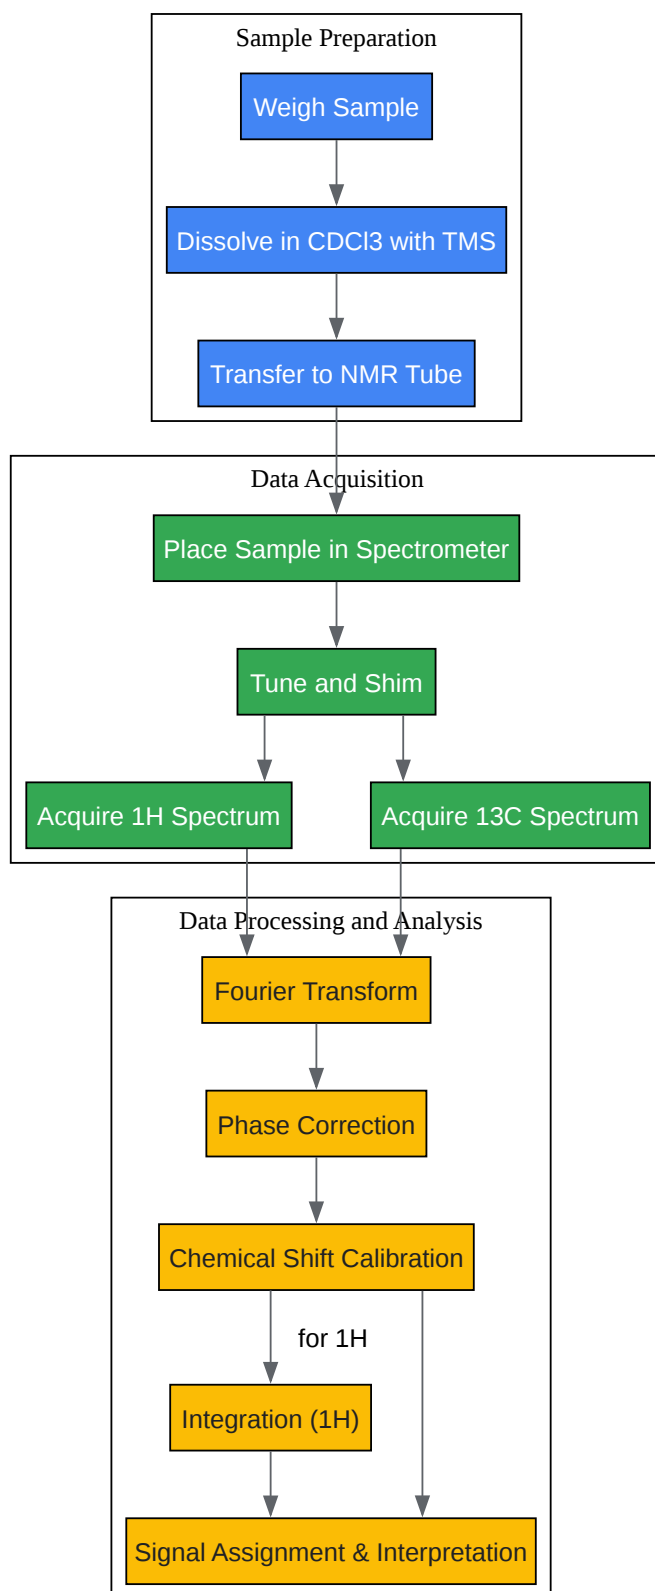 Sample Preparation
Weigh Sample
Dissolve in CDCl3 with TMS
Transfer to NMR Tube
Data Acquisition
Place Sample in Spectrometer
Tune and Shim
Acquire 1H Spectrum
Acquire 13C Spectrum
Data Processing and Analysis
Fourier Transform
Phase Correction
Chemical Shift Calibration
for 1H
Integration (1H)
Signal Assignment & Interpretation